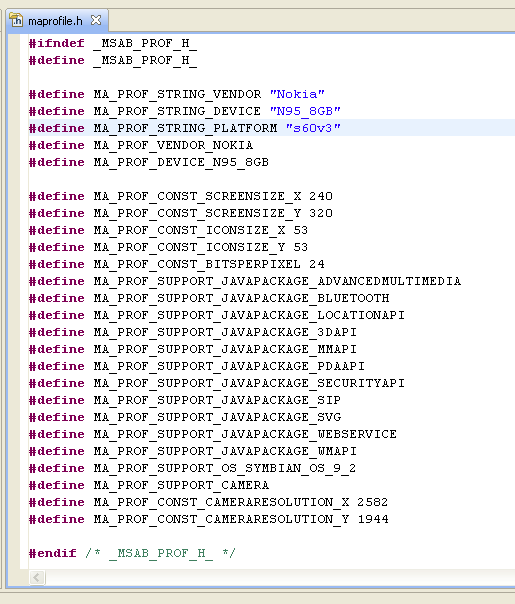 maprofile.h
#ifndef _MSAB_PROF_H_
#define _MSAB_PROF_H_
#define MA_PROF_STRING_VENDOR "Nokia"
#define MA_PROF_STRING_DEVICE "N95_8GB"
#define MA_PROF_STRING_PLATFORM "s60v3"
#define MA_PROF_VENDOR_NOKIA
#define MA_PROF_DEVICE_N95_8GB
#define MA_PROF_CONST_SCREENSIZE_X 240
#define MA_PROF_CONST_SCREENSIZE_Y 320
#define MA_PROF_CONST_ICONSIZE_X 53
#define MA_PROF_CONST_ICONSIZE_Y 53
#define MA_PROF_CONST_BITSPERPIXEL 24
#define MA_PROF_SUPPORT_JAVAPACKAGE_ADVANCEDMULTIMEDIA
#define MA_PROF_SUPPORT_JAVAPACKAGE_BLUETOOTH
#define MA_PROF_SUPPORT_JAVAPACKAGE_LOCATIONAPI
#define MA_PROF_SUPPORT_JAVAPACKAGE_3DAPI
#define MA_PROF_SUPPORT_JAVAPACKAGE_MMAPI
#define MA_PROF_SUPPORT_JAVAPACKAGE_PDAAPI
#define MA_PROF_SUPPORT_JAVAPACKAGE_SECURITYAPI
#define MA_PROF_SUPPORT_JAVAPACKAGE_SIP
#define MA_PROF_SUPPORT_JAVAPACKAGE_SVG
#define MA_PROF_SUPPORT_JAVAPACKAGE_WEBSERVICE
#define MA_PROF_SUPPORT_JAVAPACKAGE_WMAPI
#define MA_PROF_SUPPORT_OS_SYMBIAN_OS_9_2
#define MA_PROF_SUPPORT_CAMERA
#define MA_PROF_CONST_CAMERARESOLUTION_X 2582
#define MA_PROF_CONST_CAMERARESOLUTION_Y 1944
#endif /* _MSAB_PROF_H_ */